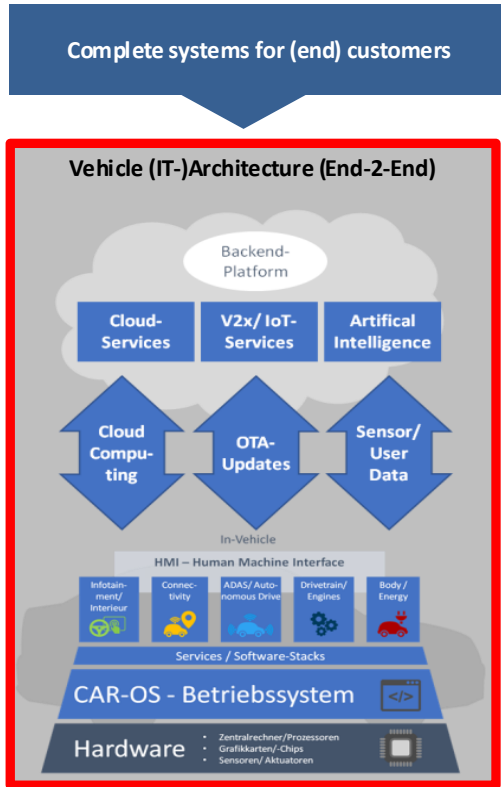 Complete systems for (end) customers
Vehicle (IT-)Architecture (End-2-End)
Backend-
Platform
Cloud-
Services
V2x/ IoT-
Services
Artifical
Intelligence
Cloud
Compu-
ting
OTA-
Updates
Sensor/
User
Data
In-Vehicle
HMI – Human Machine Interface
Infotain-
ment/
Interieur
Connec-
tivity
ADAS/ Auto-
nomous Drive
Drivetrain/
Engines
Body /
Energy
Services / Software-Stacks
CAR-OS - Betriebssystem
</>
Hardware
• Zentralrechner/Prozessoren
• Grafikkarten/-Chips
• Sensoren/ Aktuatoren